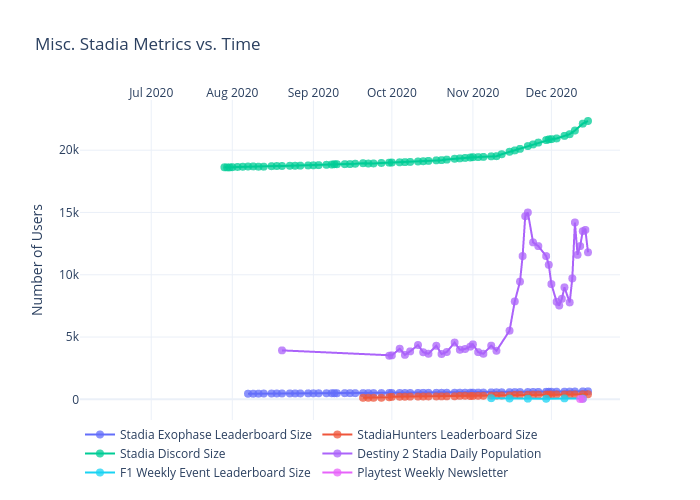 Misc. Stadia Metrics vs. Time
Jul 2020 Aug 2020 Sep 2020 Oct 2020 Nov 2020 Dec 2020
20k
15k
10k
5k
0
Number of Users
Stadia Exophase Leaderboard Size StadiaHunters Leaderboard Size
Stadia Discord Size Destiny 2 Stadia Daily Population
F1 Weekly Event Leaderboard Size Playtest Weekly Newsletter